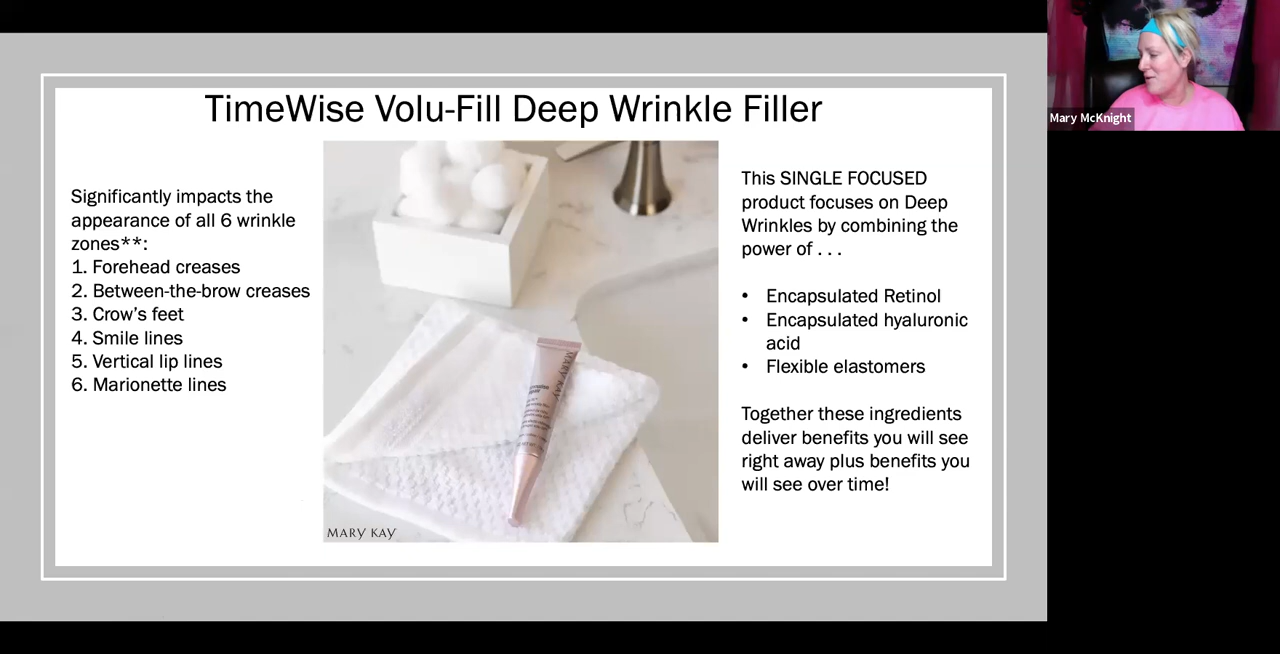 TimeWise Volu-Fill Deep Wrinkle Filler
Significantly impacts the
appearance of all 6 wrinkle
zones**:
1. Forehead creases
2. Between-the-brow creases
3. Crow's feet
4. Smile lines
5. Vertical lip lines
6. Marionette lines
MARY KAY
MARY KAY
This SINGLE FOCUSED
product focuses on Deep
Wrinkles by combining the
power of . . .
• Encapsulated Retinol
• Encapsulated hyaluronic
acid
• Flexible elastomers
Together these ingredients
deliver benefits you will see
right away plus benefits you
will see over time!
Mary McKnight